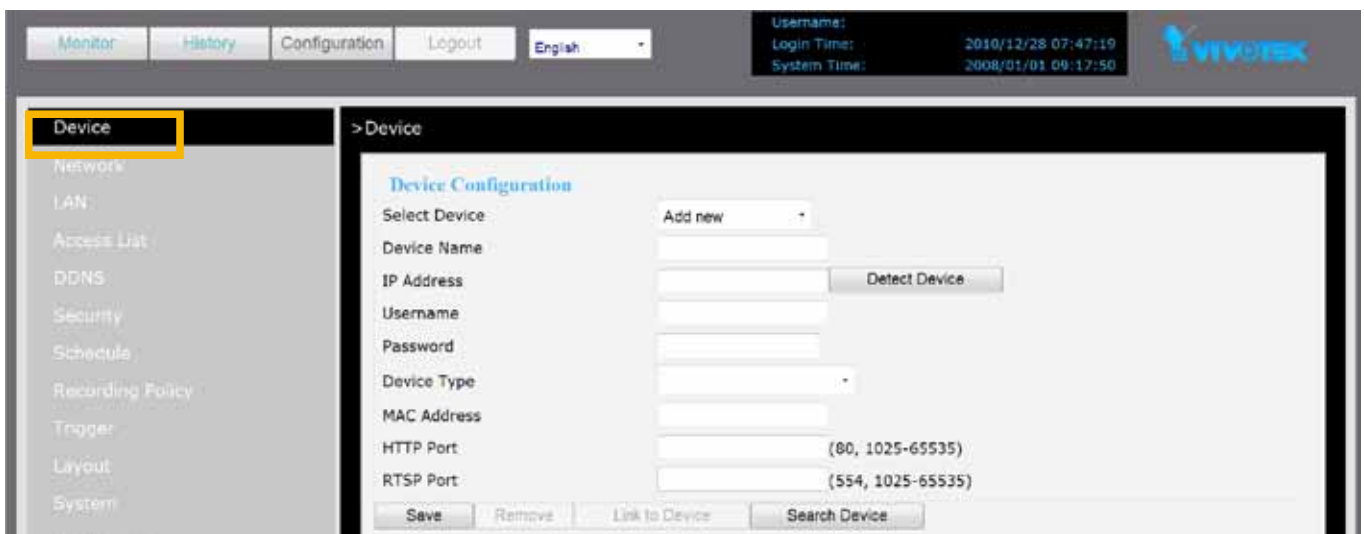 Monitor History Configuration Logout English
Username:
Login Time: 2010/12/28 07:47:19
System Time: 2008/01/01 09:17:50
VIVOTEK
Device
Network
LAN
Access List
DDNS
Security
Schedule
Recording Policy
Trigger
Layout
System
>Device
Device Configuration
Select Device Add new
Device Name
IP Address Detect Device
Username
Password
Device Type
MAC Address
HTTP Port (80, 1025-65535)
RTSP Port (554, 1025-65535)
Save Remove Link to Device Search Device